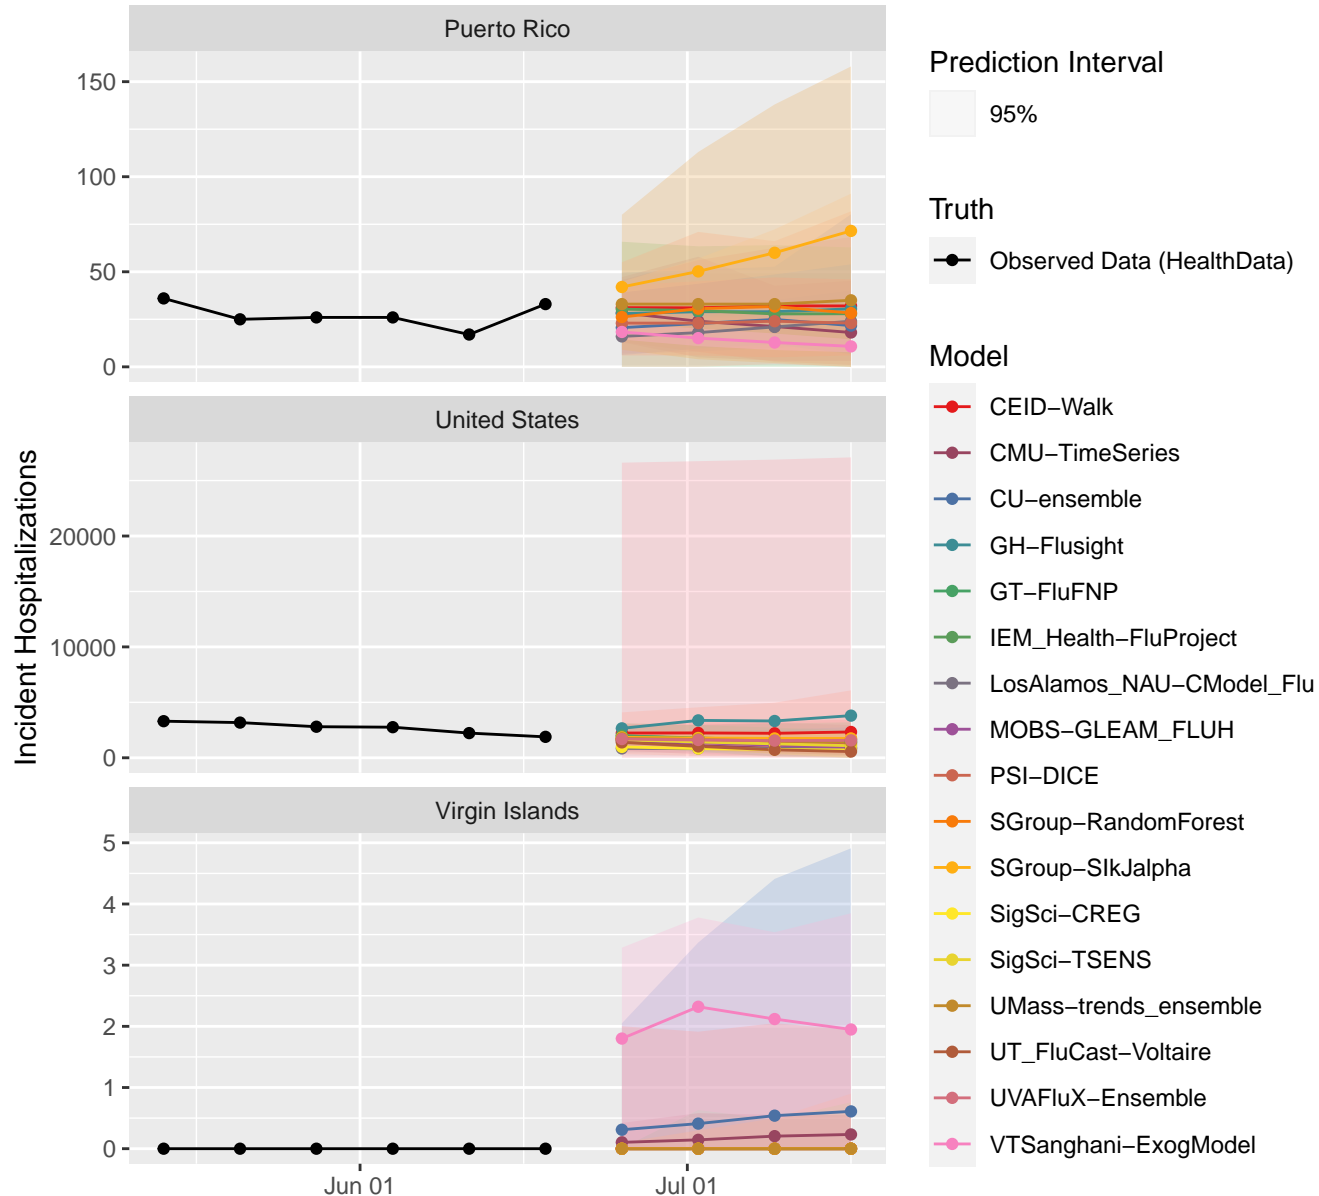 Puerto Rico
150
100
50
0
United States
20000
10000
0
Virgin Islands
5
4
3
2
1
0
Jun 01
Jul 01
Incident Hospitalizations
Prediction Interval
95%
Truth
Observed Data (HealthData)
Model
CEID−Walk
CMU−TimeSeries
CU−ensemble
GH−Flusight
GT−FluFNP
IEM_Health−FluProject
LosAlamos_NAU−CModel_Flu
MOBS−GLEAM_FLUH
PSI−DICE
SGroup−RandomForest
SGroup−SIkJalpha
SigSci−CREG
SigSci−TSENS
UMass−trends_ensemble
UT_FluCast−Voltaire
UVAFluX−Ensemble
VTSanghani−ExogModel